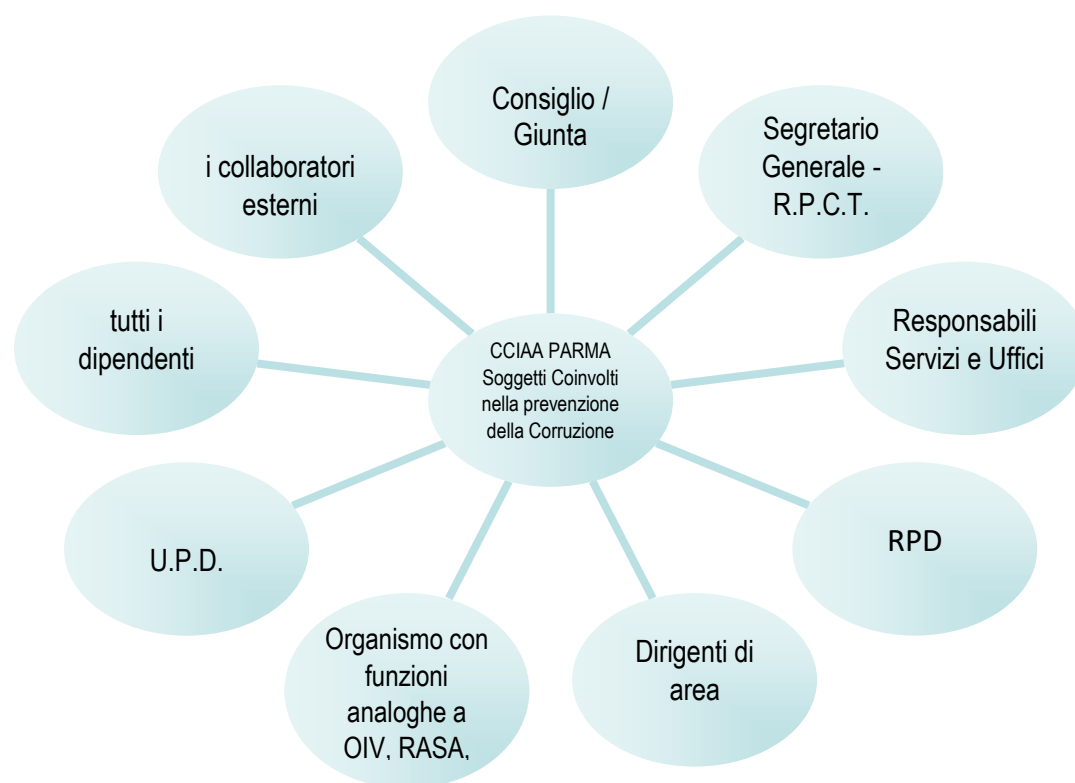 Consiglio /
Giunta
Segretario
Generale -
R.P.C.T.
Responsabili
Servizi e Uffici
RPD
Dirigenti di
area
Organismo con
funzioni
analoghe a
OIV, RASA,
U.P.D.
tutti i
dipendenti
i collaboratori
esterni
CCIAA PARMA
Soggetti Coinvolti
nella prevenzione
della Corruzione